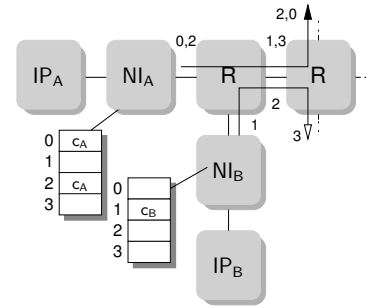 2,0
0,2 1,3
IP_A NI_A R R
2
1 3
0 c_A
1
2 c_A
3
NI_B
0
1 c_B
2
3
IP_B